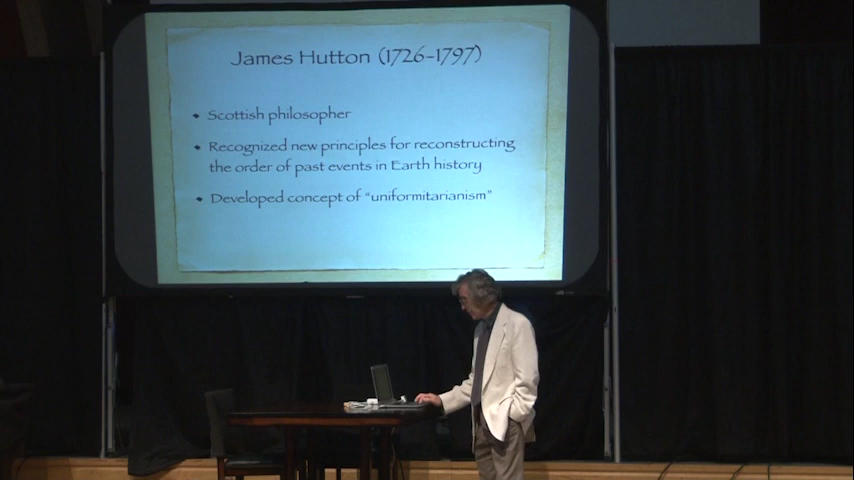 James Hutton (1726-1797)
• Scottish philosopher
• Recognized new principles for reconstructing
the order of past events in Earth history
• Developed concept of "uniformitarianism"